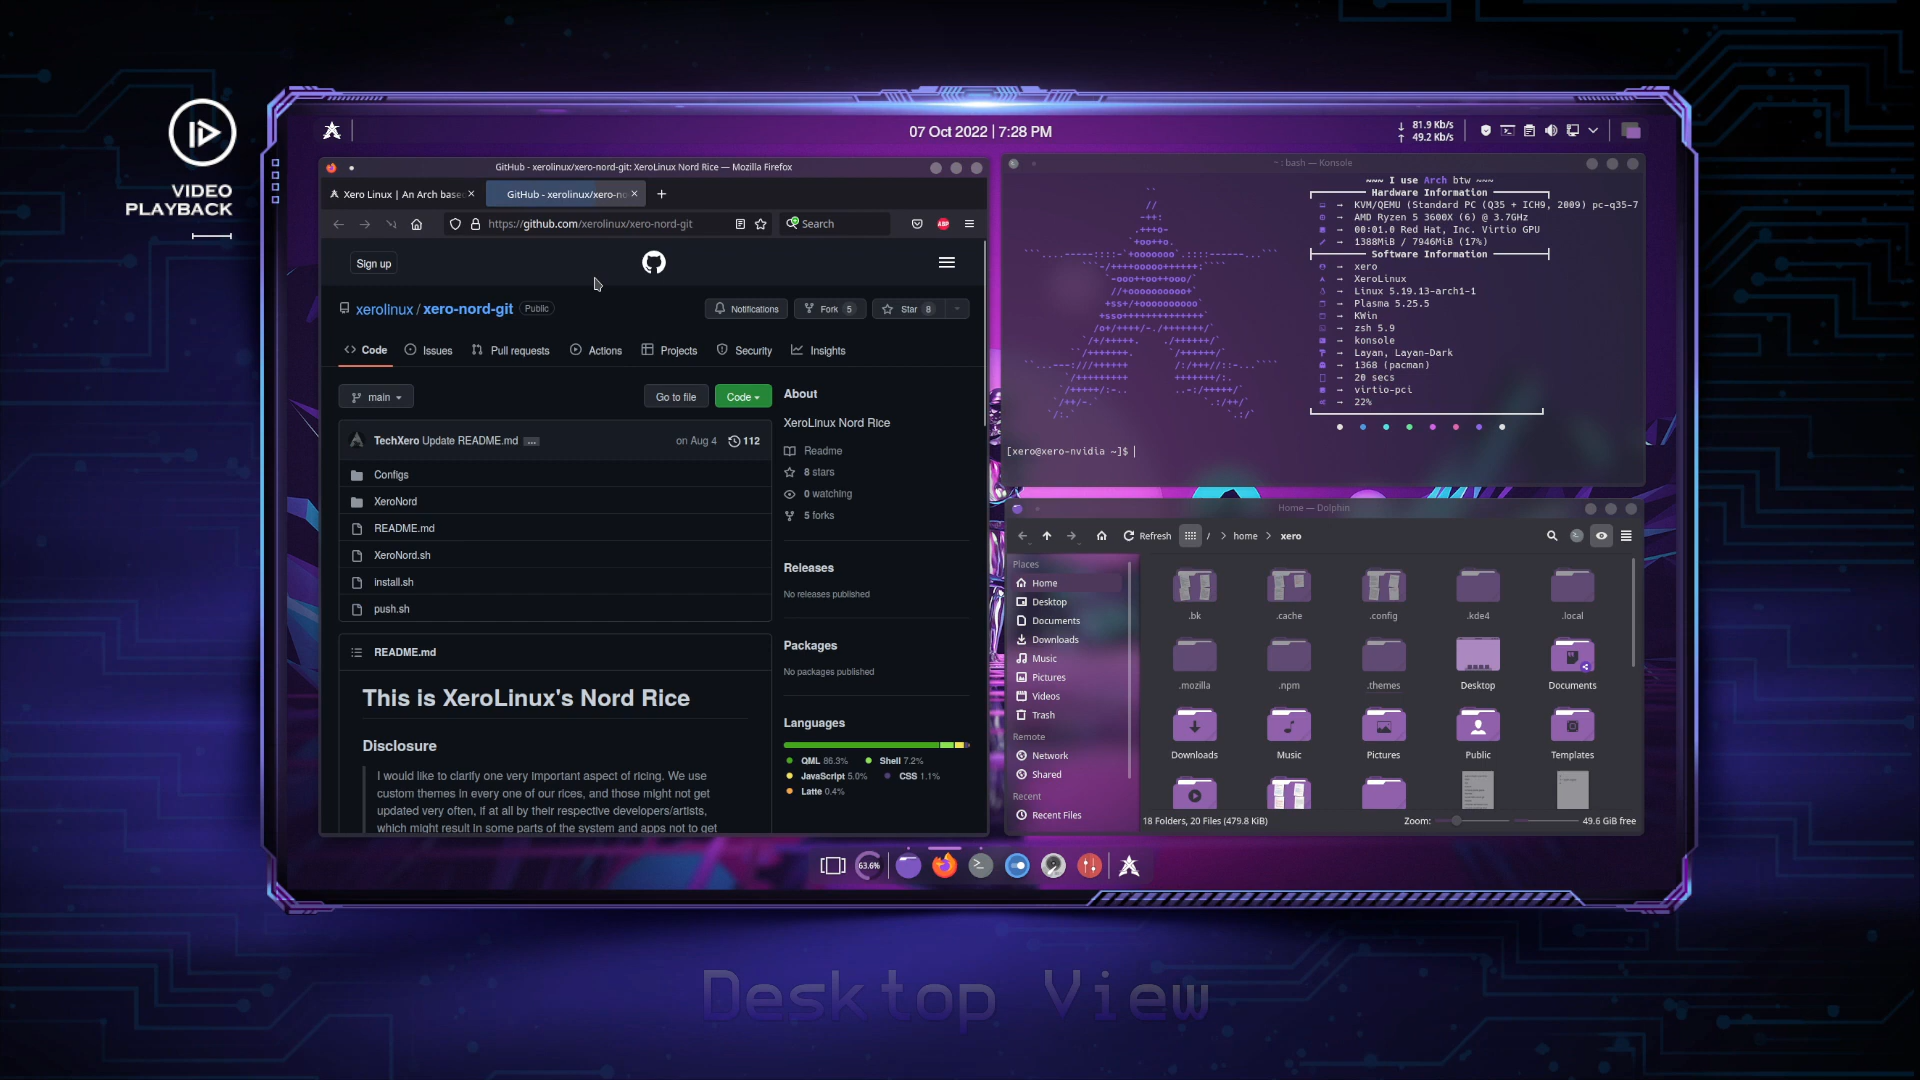 VIDEO
PLAYBACK
07 Oct 2022 | 7:28 PM
81.9 Kb/s
49.2 Kb/s
GitHub - xerolinux/xero-nord-git: XeroLinux Nord Rice — Mozilla Firefox
Xero Linux | An Arch base
GitHub - xerolinux/xero-no
https://github.com/xerolinux/xero-nord-git
Search
ABP
Sign up
xerolinux / xero-nord-git
Public
Notifications
Fork 5
Star 8
Code
Issues
Pull requests
Actions
Projects
Security
Insights
main
Go to file
Code
TechXero Update README.md ...
on Aug 4
112
Configs
XeroNord
README.md
XeroNord.sh
install.sh
push.sh
README.md
This is XeroLinux's Nord Rice
Disclosure
I would like to clarify one very important aspect of ricing. We use
custom themes in every one of our rices, and those might not get
updated very often, if at all by their respective developers/artists,
which might result in some parts of the system and apps not to get
About
XeroLinux Nord Rice
Readme
8 stars
0 watching
5 forks
Releases
No releases published
Packages
No packages published
Languages
QML 86.3%
Shell 7.2%
JavaScript 5.0%
CSS 1.1%
Latte 0.4%
~ : bash — Konsole
~~~ I use Arch btw ~~~
Hardware Information
KVM/QEMU (Standard PC (Q35 + ICH9, 2009) pc-q35-7
AMD Ryzen 5 3600X (6) @ 3.7GHz
00:01.0 Red Hat, Inc. Virtio GPU
1388MiB / 7946MiB (17%)
Software Information
xero
XeroLinux
Linux 5.19.13-arch1-1
Plasma 5.25.5
KWin
zsh 5.9
konsole
Layan, Layan-Dark
1368 (pacman)
20 secs
virtio-pci
22%
[xero@xero-nvidia ~]$
Home — Dolphin
Refresh
/ > home > xero
Places
Home
Desktop
Documents
Downloads
Music
Pictures
Videos
Trash
Remote
Network
Shared
Recent
Recent Files
.bk
.cache
.config
.kde4
.local
.mozilla
.npm
.themes
Desktop
Documents
Downloads
Music
Pictures
Public
Templates
18 Folders, 20 Files (479.8 KiB)
Zoom:
49.6 GiB free
63.6%
Desktop View